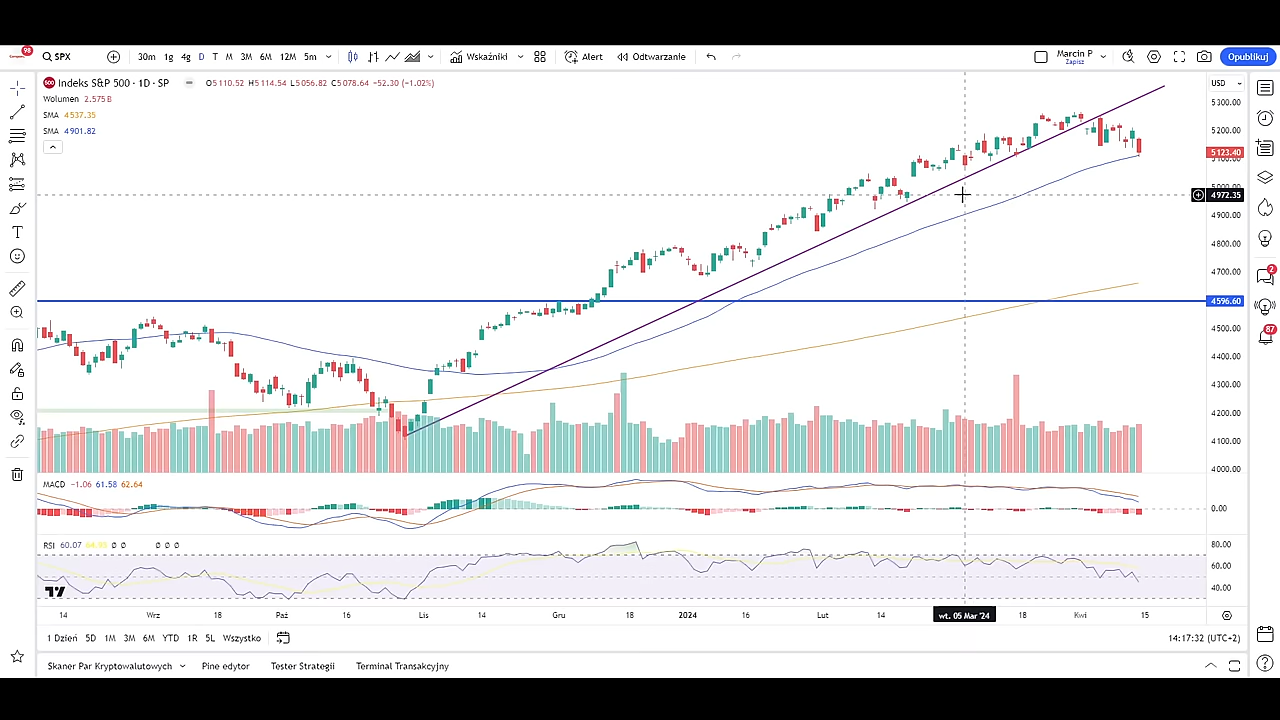 98
SPX
30m 1g 4g D T M 3M 6M 12M 5m
Wskaźniki
Alert
Odtwarzanie
Marcin P
Zapisz
Opublikuj
500 Indeks S&P 500 · 1D · SP O5110.52 H5114.54 L5056.82 C5078.64 −52.30 (−1.02%)
Wolumen 2.575B
SMA 4537.35
SMA 4901.82
USD
5300.00
5200.00
5123.40
5000.00
4972.35
4900.00
4800.00
4700.00
4596.60
4500.00
4400.00
4300.00
4200.00
4100.00
4000.00
MACD −1.06 61.58 62.64
0.00
RSI 60.07 ∅ ∅ ∅ ∅ ∅
80.00
60.00
40.00
14 Wrz 18 Paź 16 Lis 14 Gru 18 2024 16 Lut 14 wt. 05 Mar '24 18 Kwi 15
1 Dzień 5D 1M 3M 6M YTD 1R 5L Wszystko
14:17:32 (UTC+2)
Skaner Par Kryptowalutowych Pine edytor Tester Strategii Terminal Transakcyjny
2
87